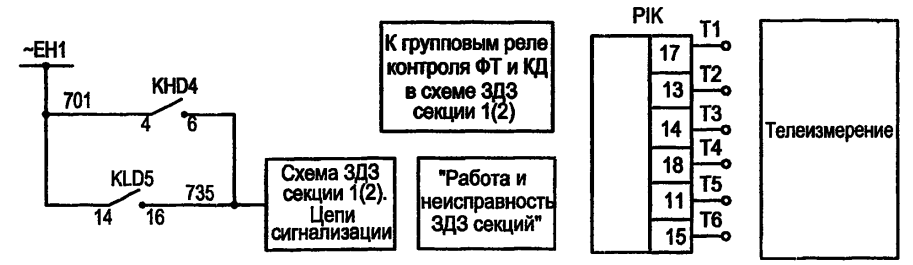 ~EH1
701
KHD4
4
6
KLD5
735
14
16
К групповым реле
контроля ФТ и КД
в схеме ЗДЗ
секции 1(2)
Схема ЗДЗ
секции 1(2).
Цепи
сигнализации
"Работа и
неисправность
ЗДЗ секций"
PIK
17
T1
13
T2
14
T3
18
T4
11
T5
15
T6
Телеизмерение